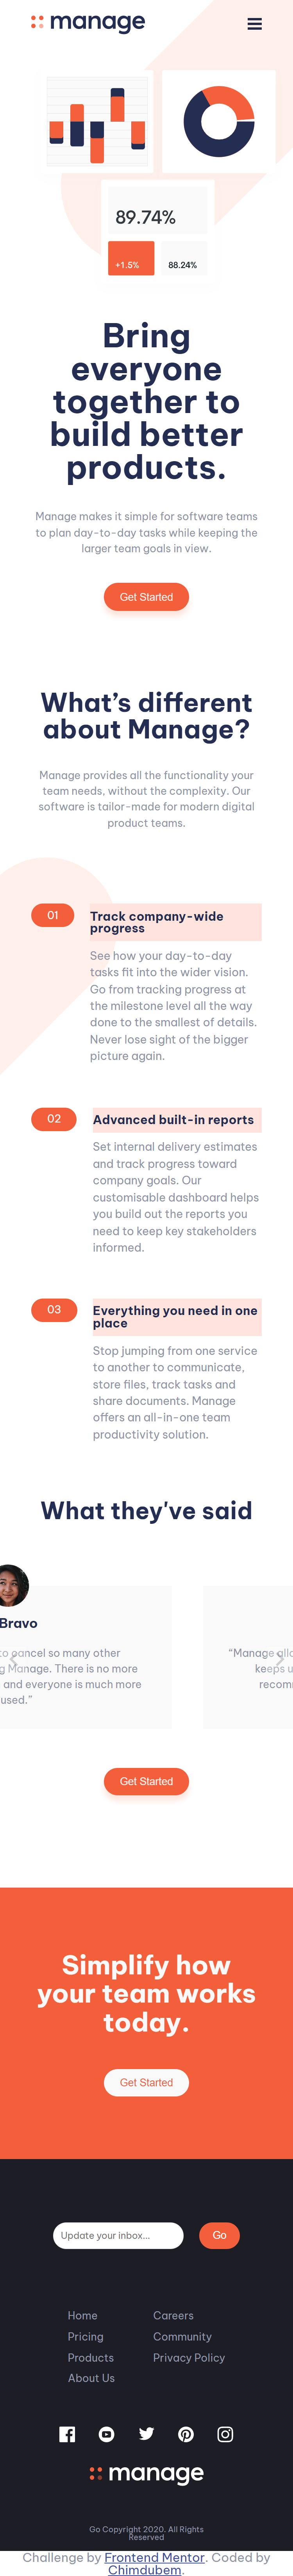 manage
89.74%
+1.5%
88.24%
Bring
everyone
together to
build better
products.
Manage makes it simple for software teams
to plan day-to-day tasks while keeping the
larger team goals in view.
Get Started
What’s different
about Manage?
Manage provides all the functionality your
team needs, without the complexity. Our
software is tailor-made for modern digital
product teams.
01
Track company-wide
progress
See how your day-to-day
tasks fit into the wider vision.
Go from tracking progress at
the milestone level all the way
done to the smallest of details.
Never lose sight of the bigger
picture again.
02
Advanced built-in reports
Set internal delivery estimates
and track progress toward
company goals. Our
customisable dashboard helps
you build out the reports you
need to keep key stakeholders
informed.
03
Everything you need in one
place
Stop jumping from one service
to another to communicate,
store files, track tasks and
share documents. Manage
offers an all-in-one team
productivity solution.
What they've said
Bravo
to cancel so many other
g Manage. There is no more
and everyone is much more
used.”
“Manage
keeps
Get Started
Simplify how
your team works
today.
Get Started
Update your inbox...
Go
Home
Pricing
Products
About Us
Careers
Community
Privacy Policy
manage
Go Copyright 2020. All Rights
Reserved
Challenge by Frontend Mentor. Coded by
Chimdubem.